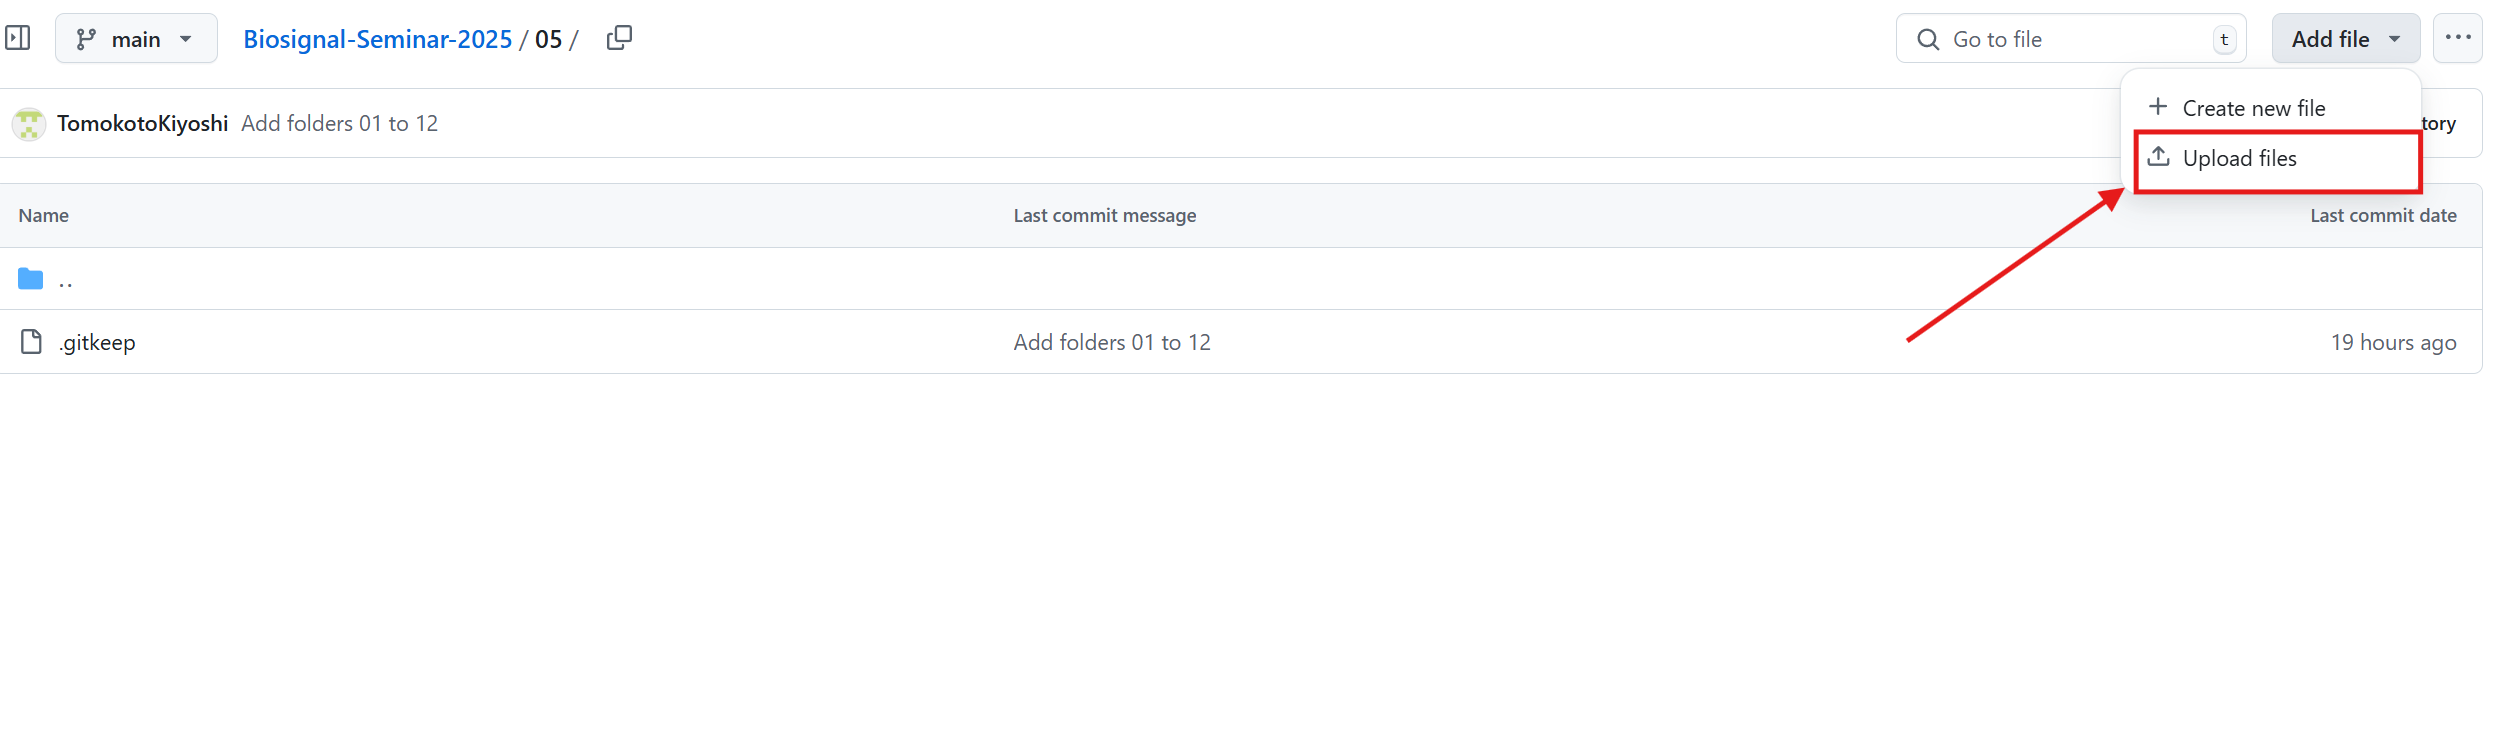 main Biosignal-Seminar-2025 / 05 / Go to file t Add file ...
Create new file
TomokotoKiyoshi Add folders 01 to 12 tory
Upload files
Name Last commit message Last commit date
..
.gitkeep Add folders 01 to 12 19 hours ago